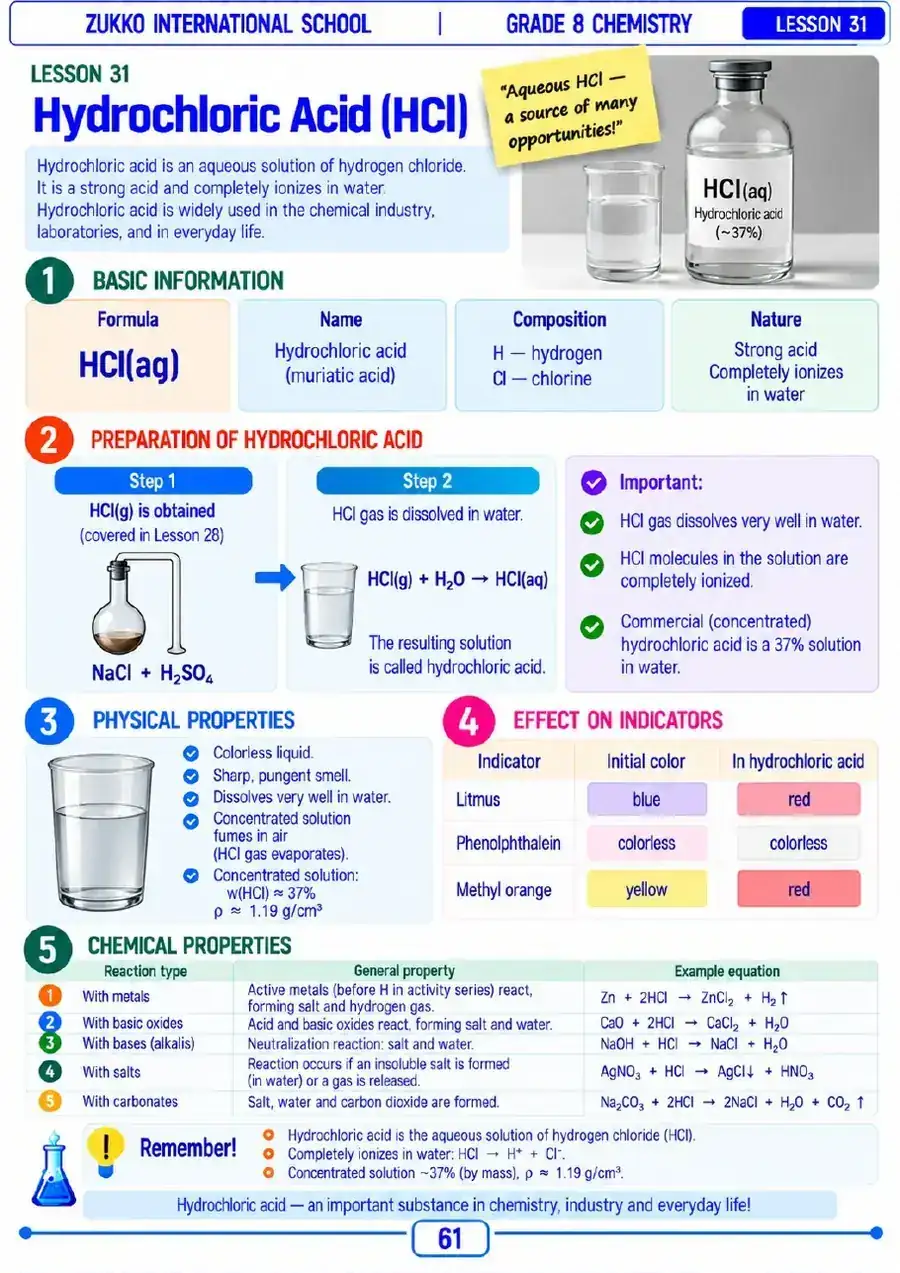 ZUKKO INTERNATIONAL SCHOOL | GRADE 8 CHEMISTRY LESSON 31
LESSON 31
Hydrochloric Acid (HCl)
Hydrochloric acid is an aqueous solution of hydrogen chloride.
It is a strong acid and completely ionizes in water.
Hydrochloric acid is widely used in the chemical industry,
laboratories, and in everyday life.
"Aqueous HCl —
a source of many
opportunities!"
HCl(aq)
Hydrochloric acid
(~37%)
1 BASIC INFORMATION
Formula
HCl(ag)
Name
Hydrochloric acid
(muriatic acid)
Composition
H — hydrogen
Cl — chlorine
Nature
Strong acid
Completely ionizes
in water
2 PREPARATION OF HYDROCHLORIC ACID
Step 1
HCl(g) is obtained
(covered in Lesson 28)
NaCl + H₂SO₄
Step 2
HCl gas is dissolved in water.
HCl(g) + H₂O → HCl(aq)
The resulting solution
is called hydrochloric acid.
Important:
HCl gas dissolves very well in water.
HCl molecules in the solution are
completely ionized.
Commercial (concentrated)
hydrochloric acid is a 37% solution
in water.
3 PHYSICAL PROPERTIES
Colorless liquid.
Sharp, pungent smell.
Dissolves very well in water.
Concentrated solution
fumes in air
(HCl gas evaporates).
Concentrated solution:
w(HCl) ≈ 37%
ρ ≈ 1.19 g/cm³
4 EFFECT ON INDICATORS
Indicator Initial color In hydrochloric acid
Litmus blue red
Phenolphthalein colorless colorless
Methyl orange yellow red
5 CHEMICAL PROPERTIES
Reaction type General property Example equation
1 With metals Active metals (before H in activity series) react,
forming salt and hydrogen gas. Zn + 2HCl → ZnCl₂ + H₂↑
2 With basic oxides Acid and basic oxides react, forming salt and water. CaO + 2HCl → CaCl₂ + H₂O
3 With bases (alkalis) Neutralization reaction: salt and water. NaOH + HCl → NaCl + H₂O
4 With salts Reaction occurs if an insoluble salt is formed
(in water) or a gas is released. AgNO₃ + HCl → AgCl↓ + HNO₃
5 With carbonates Salt, water and carbon dioxide are formed. Na₂CO₃ + 2HCl → 2NaCl + H₂O + CO₂ ↑
Remember!
Hydrochloric acid is the aqueous solution of hydrogen chloride (HCl).
Completely ionizes in water: HCl → H⁺ + Cl⁻.
Concentrated solution ~37% (by mass), ρ ≈ 1.19 g/cm³.
Hydrochloric acid — an important substance in chemistry, industry and everyday life!
61